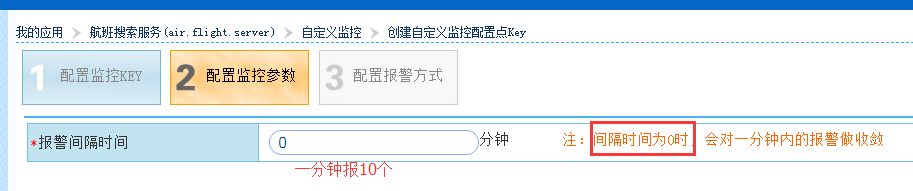 我的应用 > 航班搜索服务(air.flight.server) > 自定义监控 > 创建自定义监控配置点Key
1 配置监控KEY 2 配置监控参数 3 配置报警方式
*报警间隔时间 0 分钟 注：间隔时间为0时，会对一分钟内的报警做收敛
一分钟报10个